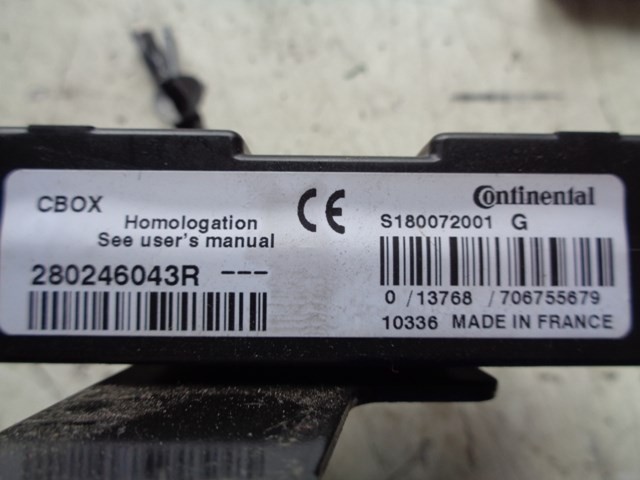 CBOX
Homologation
See user's manual
280246043R ---
CE
Continental
S180072001 G
0 / 13768 / 706755679
10336 MADE IN FRANCE